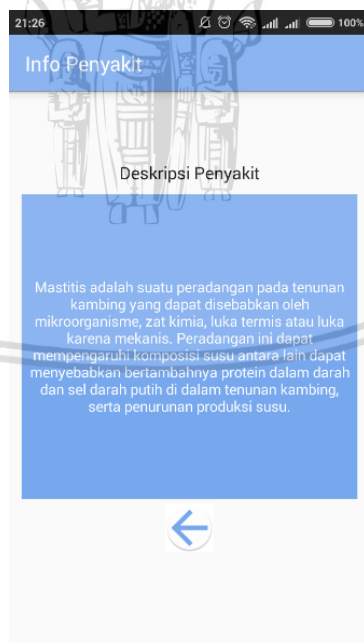 21:26
100%
Info Penyakit
Deskripsi Penyakit
Mastitis adalah suatu peradangan pada tenunan
kambing yang dapat disebabkan oleh
mikroorganisme, zat kimia, luka termis atau luka
karena mekanis. Peradangan ini dapat
mempengaruhi komposisi susu antara lain dapat
menyebabkan bertambahnya protein dalam darah
dan sel darah putih di dalam tenunan kambing,
serta penurunan produksi susu.